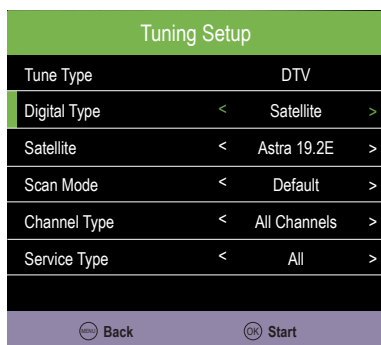 Tuning Setup
Tune Type DTV
Digital Type < Satellite >
Satellite < Astra 19.2E >
Scan Mode < Default >
Channel Type < All Channels >
Service Type < All >
MENU Back OK Start